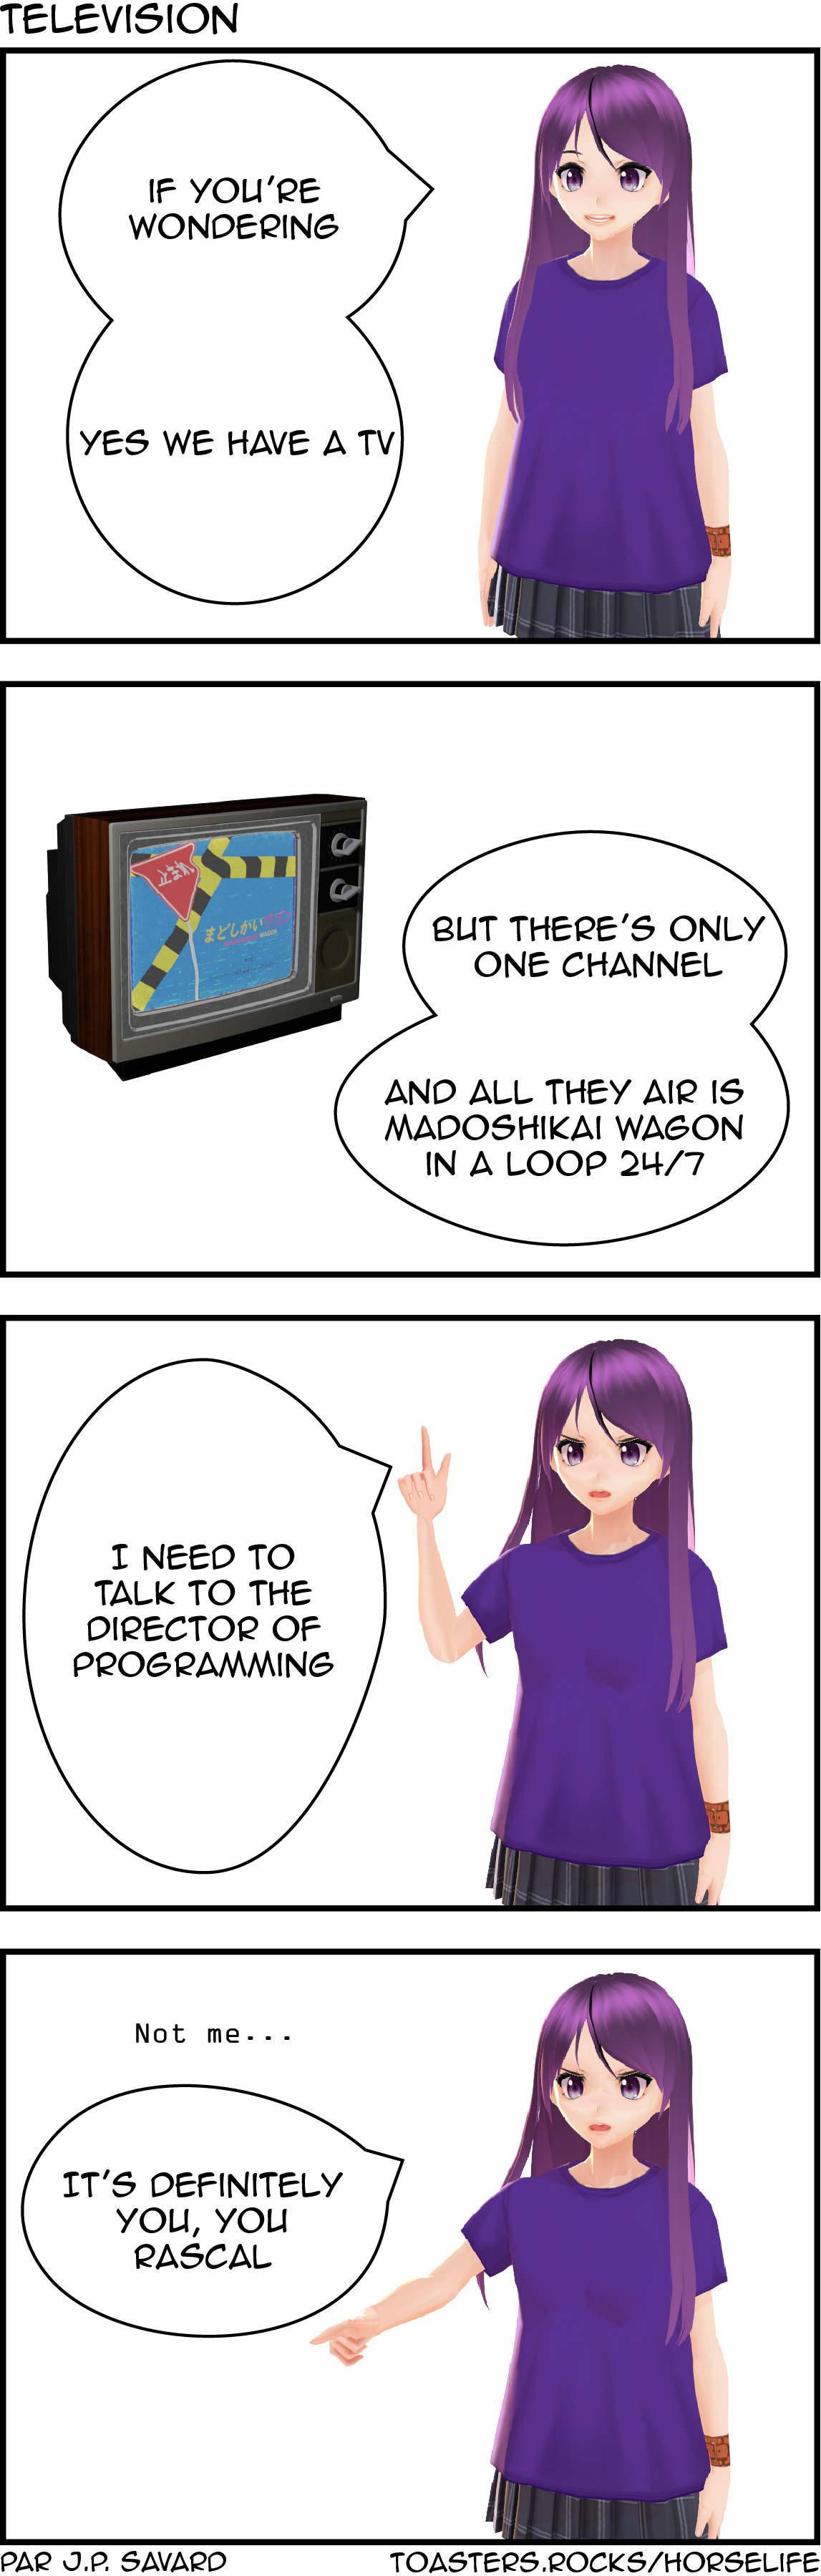 TELEVISION
IF YOU'RE
WONDERING
YES WE HAVE A TV
止まれ
まどしかいワゴン
BUT THERE'S ONLY
ONE CHANNEL
AND ALL THEY AIR IS
MADOSHIKAI WAGON
IN A LOOP 24/7
I NEED TO
TALK TO THE
DIRECTOR OF
PROGRAMMING
Not me...
IT'S DEFINITELY
YOU, YOU
RASCAL
PAR J.P. SAVARD
TOASTERS.ROCKS/HORSELIFE